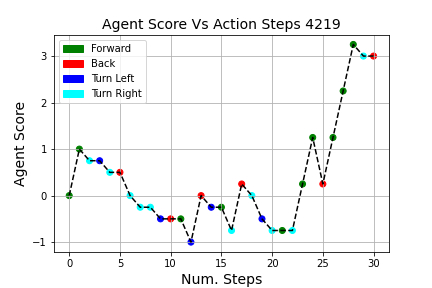 Agent Score Vs Action Steps 4219
Forward
Back
Turn Left
Turn Right
Agent Score
3
2
1
0
−1
0 5 10 15 20 25 30
Num. Steps